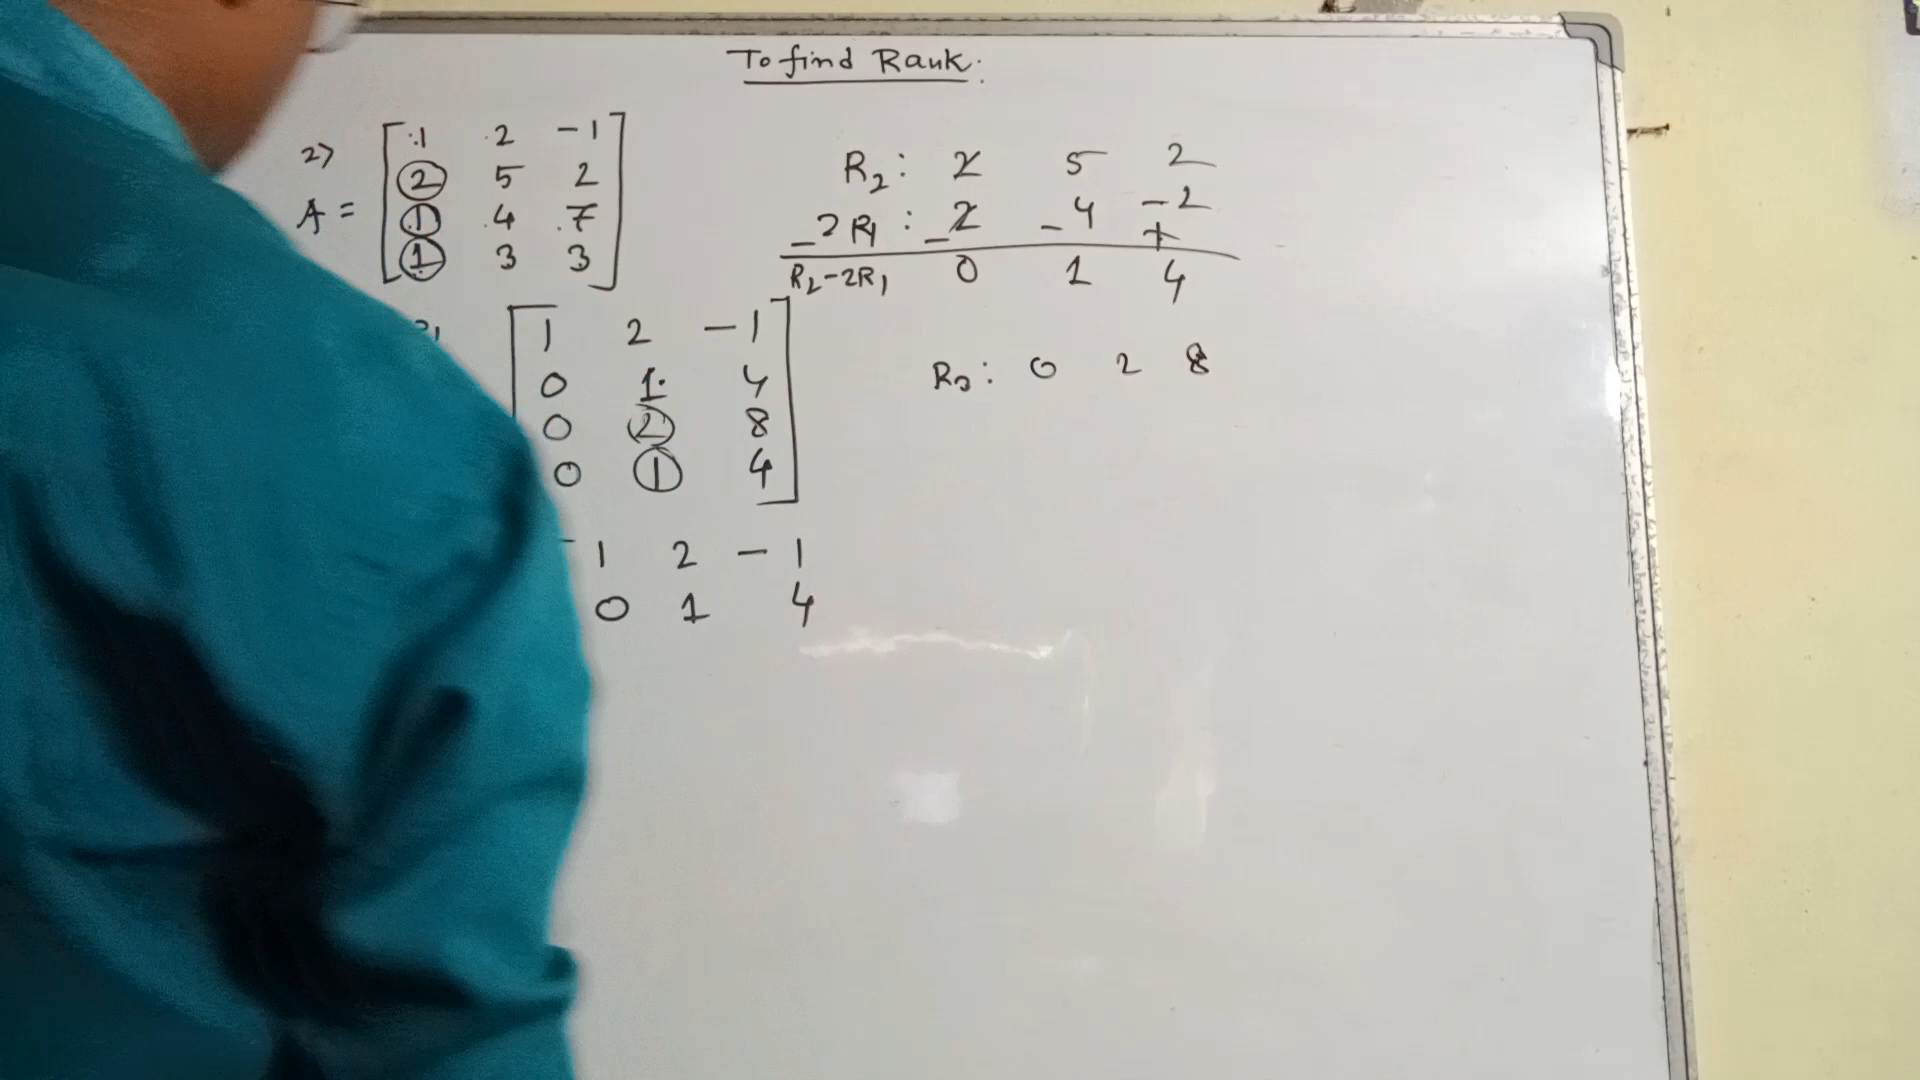 To find Rank:
2)
A = [ 1 2 -1
2 5 2
1 4 7
1 3 3 ]
R2 : 2 5 2
-2R1 : -2 -4 -2 +
R2-2R1 0 1 4
1 2 -1
0 1 4
0 2 8
0 1 4
R3 : 0 2 8
1 2 -1
0 1 4